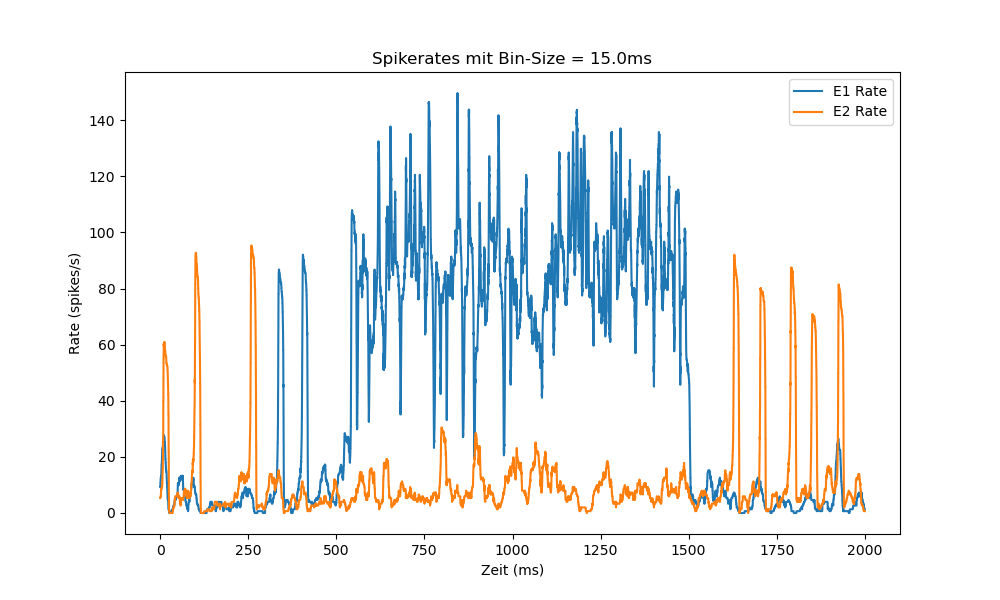 Spikerates mit Bin-Size = 15.0ms
E1 Rate
E2 Rate
Rate (spikes/s)
140
120
100
80
60
40
20
0
0 250 500 750 1000 1250 1500 1750 2000
Zeit (ms)